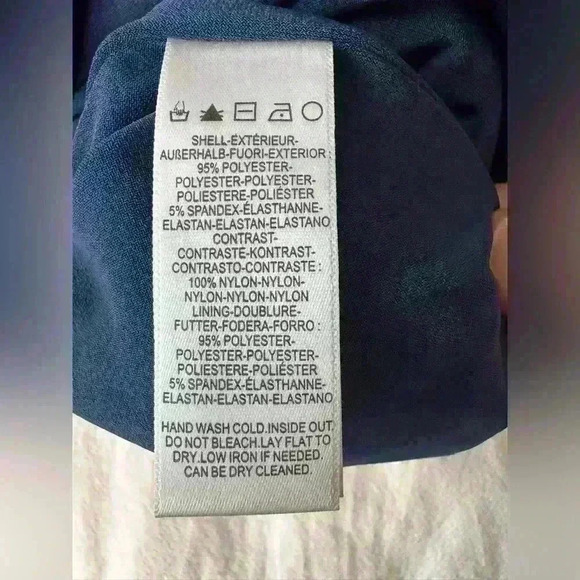 SHELL-EXTÉRIEUR-
AUßERHALB-FUORI-EXTERIOR :
95% POLYESTER-
POLYESTER-POLYESTER-
POLIESTERE-POLIÉSTER
5% SPANDEX-ÉLASTHANNE-
ELASTAN-ELASTAN-ELASTANO
CONTRAST-
CONTRASTE-KONTRAST-
CONTRASTO-CONTRASTE :
100% NYLON-NYLON-
NYLON-NYLON-NYLON
LINING-DOUBLURE-
FUTTER-FODERA-FORRO :
95% POLYESTER-
POLYESTER-POLYESTER-
POLIESTERE-POLIÉSTER
5% SPANDEX-ÉLASTHANNE-
ELASTAN-ELASTAN-ELASTANO
HAND WASH COLD.INSIDE OUT.
DO NOT BLEACH.LAY FLAT TO
DRY.LOW IRON IF NEEDED.
CAN BE DRY CLEANED.